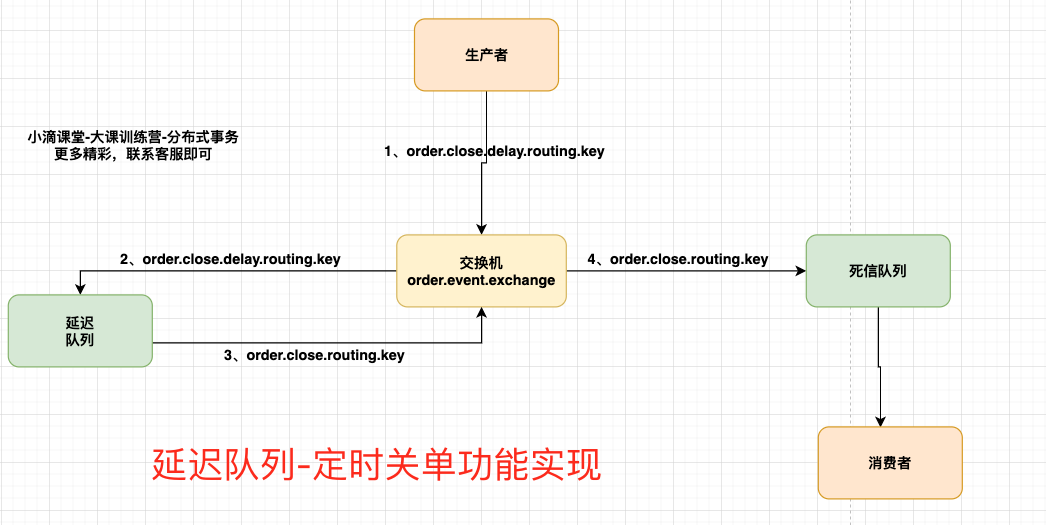 生产者
小滴课堂-大课训练营-分布式事务
更多精彩，联系客服即可
1、order.close.delay.routing.key
2、order.close.delay.routing.key
交换机
order.event.exchange
4、order.close.routing.key
死信队列
延迟
队列
3、order.close.routing.key
延迟队列-定时关单功能实现
消费者